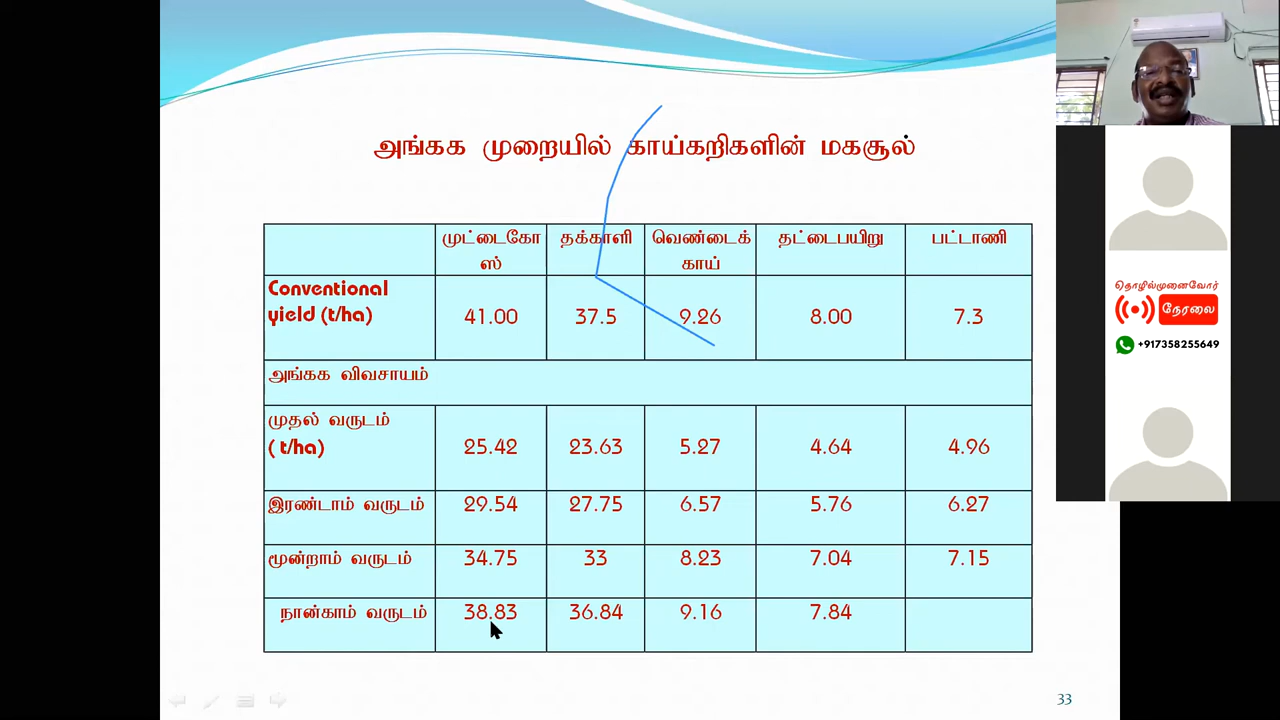 அங்கக முறையில் காய்கறிகளின் மகசூல்
முட்டைகோ
ஸ்
தக்காளி
வெண்டைக்
காய்
தட்டைபயிறு
பட்டாணி
Conventional
yield (t/ha)
41.00
37.5
9.26
8.00
7.3
அங்கக விவசாயம்
முதல் வருடம்
( t/ha)
25.42
23.63
5.27
4.64
4.96
இரண்டாம் வருடம்
29.54
27.75
6.57
5.76
6.27
மூன்றாம் வருடம்
34.75
33
8.23
7.04
7.15
நான்காம் வருடம்
38.83
36.84
9.16
7.84
33
தொழில்முனைவோர்
நேரலை
+917358255649